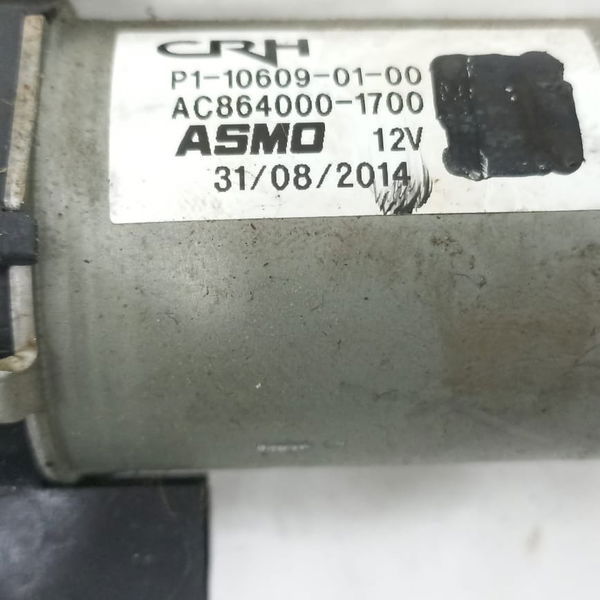 CRH
P1-10609-01-00
AC864000-1700
ASMO 12V
31/08/2014